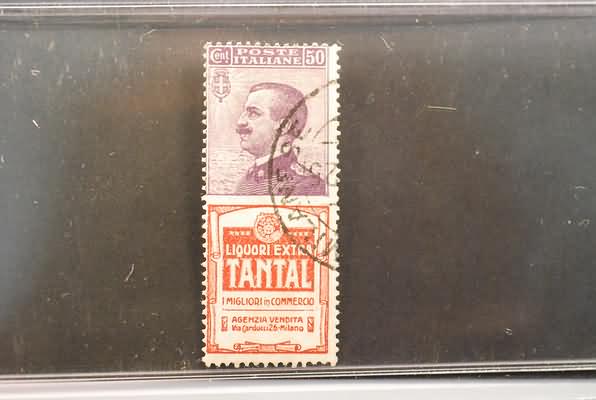 Cent POSTE 50
ITALIANE
LIQUORI EXTRA
TANTAL
I MIGLIORI in COMMERCIO
AGENZIA VENDITA
Via Carducci 26-Milano